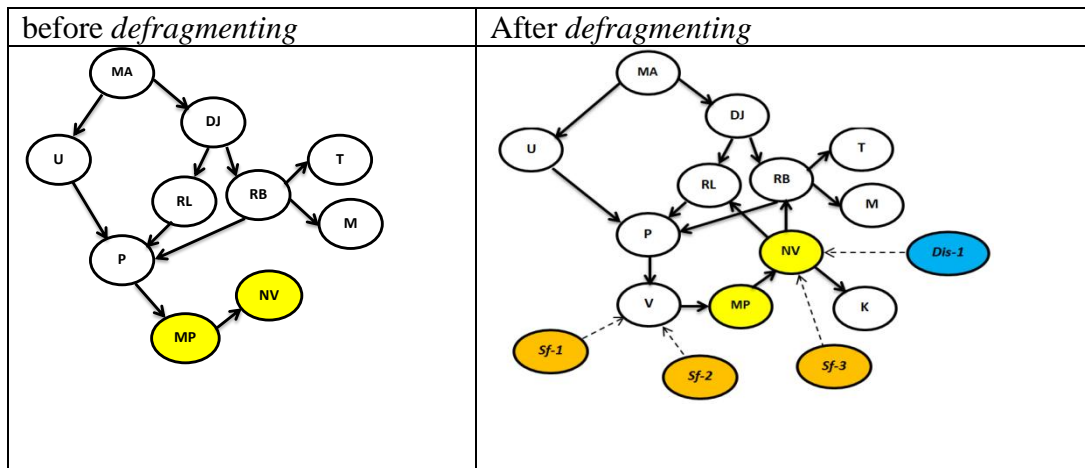 before defragmenting
MA
DJ
U
T
RL
RB
M
P
NV
MP
After defragmenting
MA
DJ
U
T
RL
RB
M
P
NV
Dis-1
V
MP
K
Sf-1
Sf-2
Sf-3